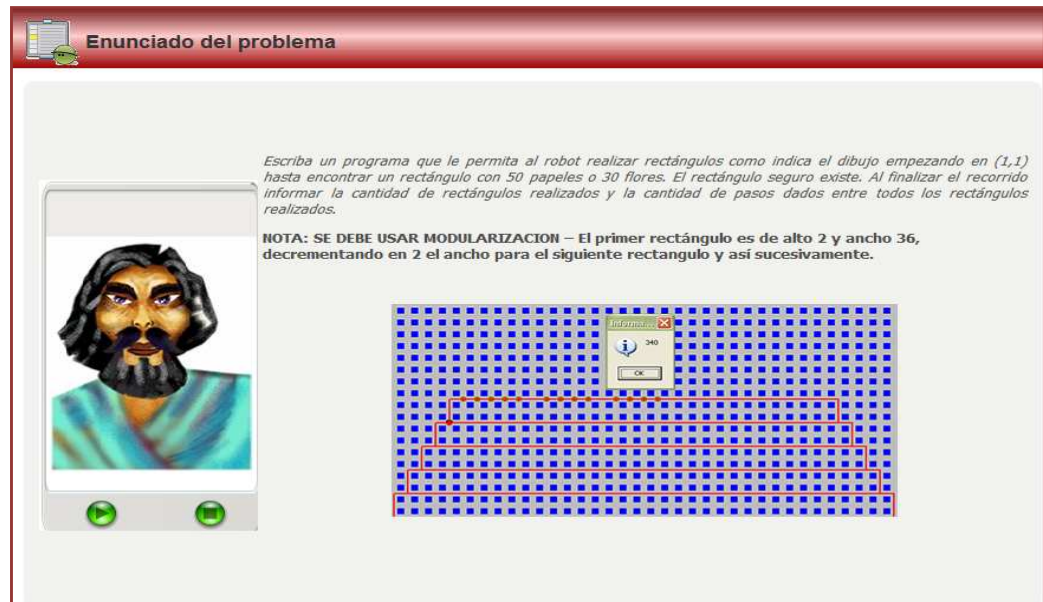 Enunciado del problema
Escriba un programa que le permita al robot realizar rectángulos como indica el dibujo empezando en (1,1)
hasta encontrar un rectángulo con 50 papeles o 30 flores. El rectángulo seguro existe. Al finalizar el recorrido
informar la cantidad de rectángulos realizados y la cantidad de pasos dados entre todos los rectángulos
realizados.
NOTA: SE DEBE USAR MODULARIZACION – El primer rectángulo es de alto 2 y ancho 36,
decrementando en 2 el ancho para el siguiente rectangulo y así sucesivamente.
340
OK